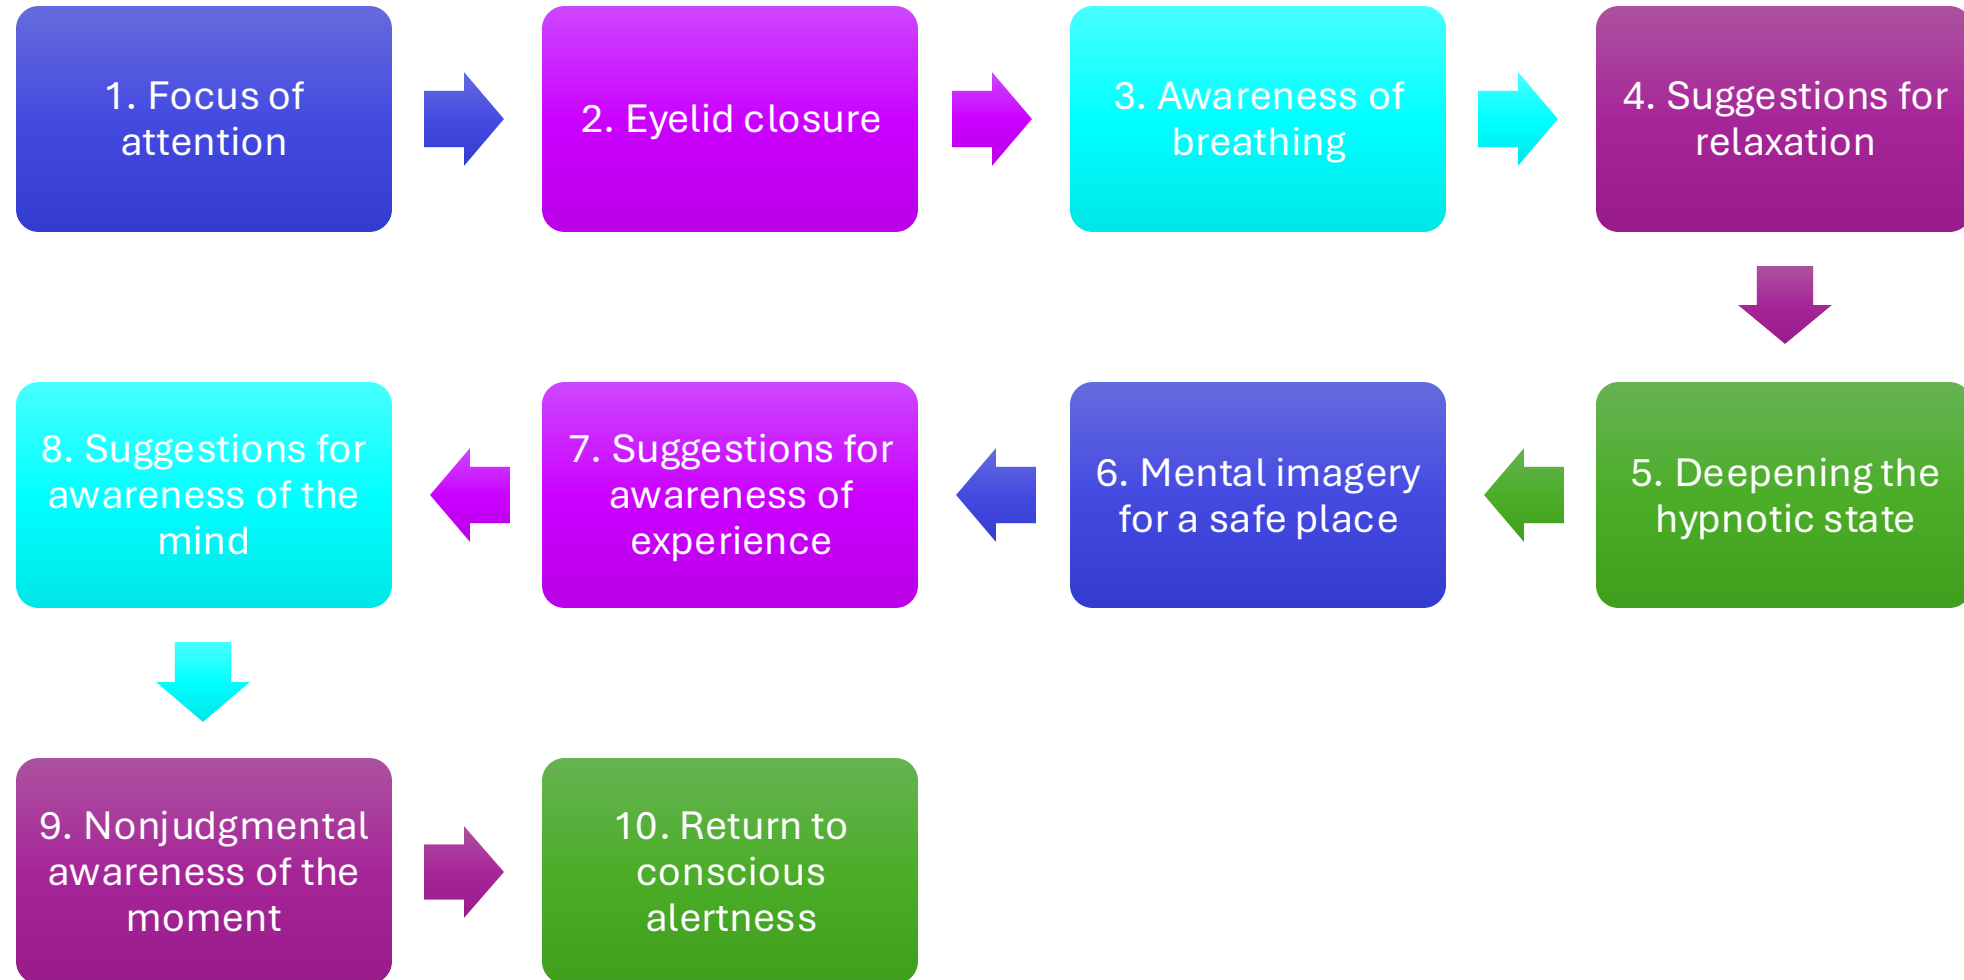 1. Focus of
attention
2. Eyelid closure
3. Awareness of
breathing
4. Suggestions for
relaxation
5. Deepening the
hypnotic state
6. Mental imagery
for a safe place
7. Suggestions for
awareness of
experience
8. Suggestions for
awareness of the
mind
9. Nonjudgmental
awareness of the
moment
10. Return to
conscious
alertness